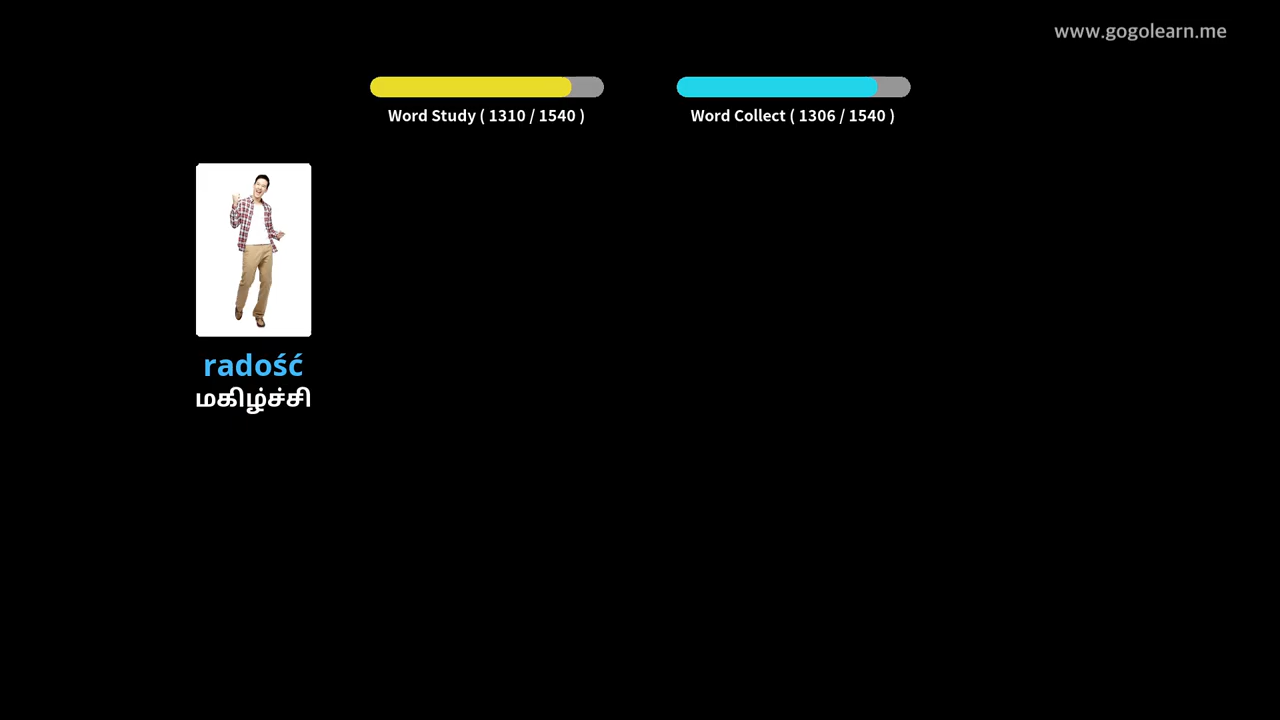 www.gogolearn.me
Word Study ( 1310 / 1540 )
Word Collect ( 1306 / 1540 )
radość
மகிழ்ச்சி